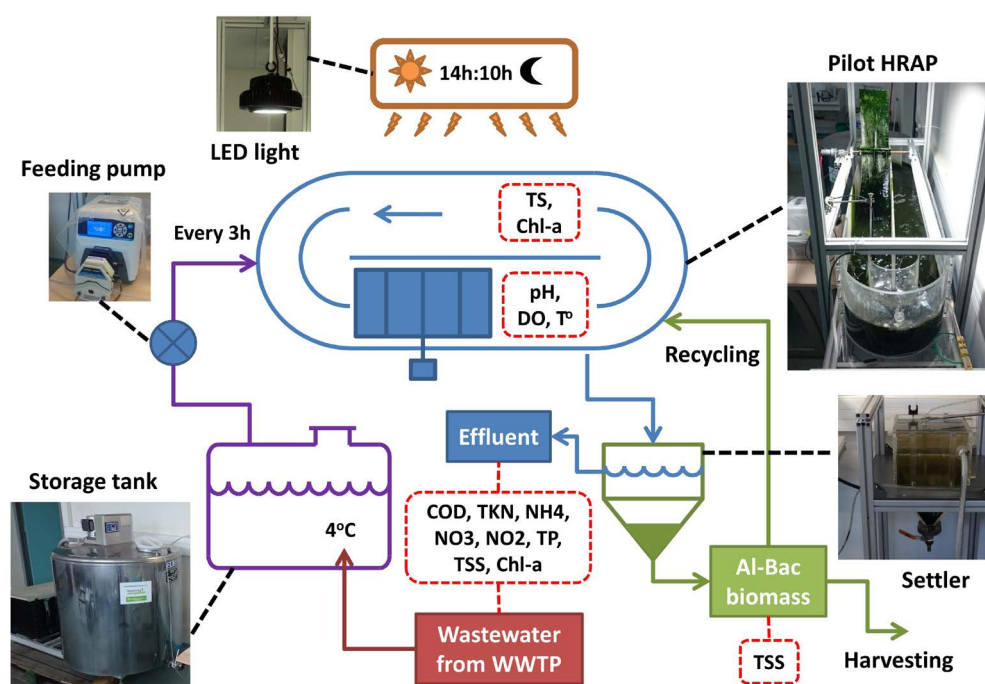 14h:10h
Pilot HRAP
LED light
Feeding pump
Every 3h
TS,
Chl-a
pH,
DO, Tº
Recycling
Effluent
Storage tank
4ºC
COD, TKN, NH4,
NO3, NO2, TP,
TSS, Chl-a
Al-Bac
biomass
Settler
Wastewater
from WWTP
TSS
Harvesting